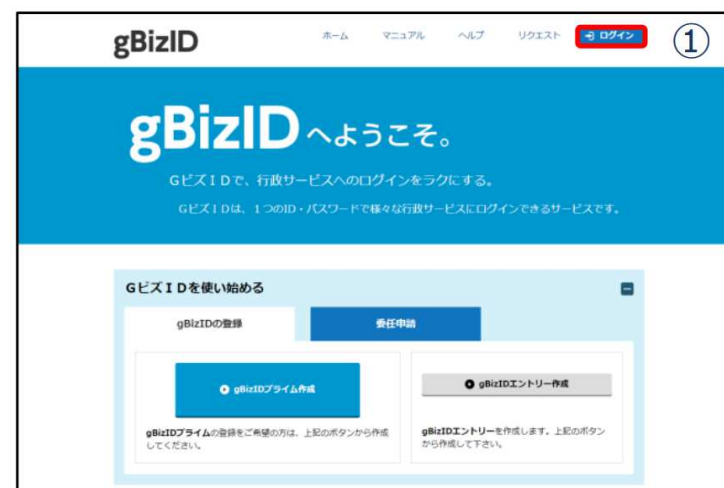 gBizID
ホーム マニュアル ヘルプ リクエスト ログイン ①
gBizIDへようこそ。
GビズIDで、行政サービスへのログインをラクにする。
GビズIDは、1つのID・パスワードで様々な行政サービスにログインできるサービスです。
GビズIDを使い始める
gBizIDの登録 委任申請
gBizIDプライム作成
gBizIDエントリー作成
gBizIDプライムの登録をご希望の方は、上記のボタンから作成
してください。
gBizIDエントリーを作成します。上記のボタン
から作成して下さい。